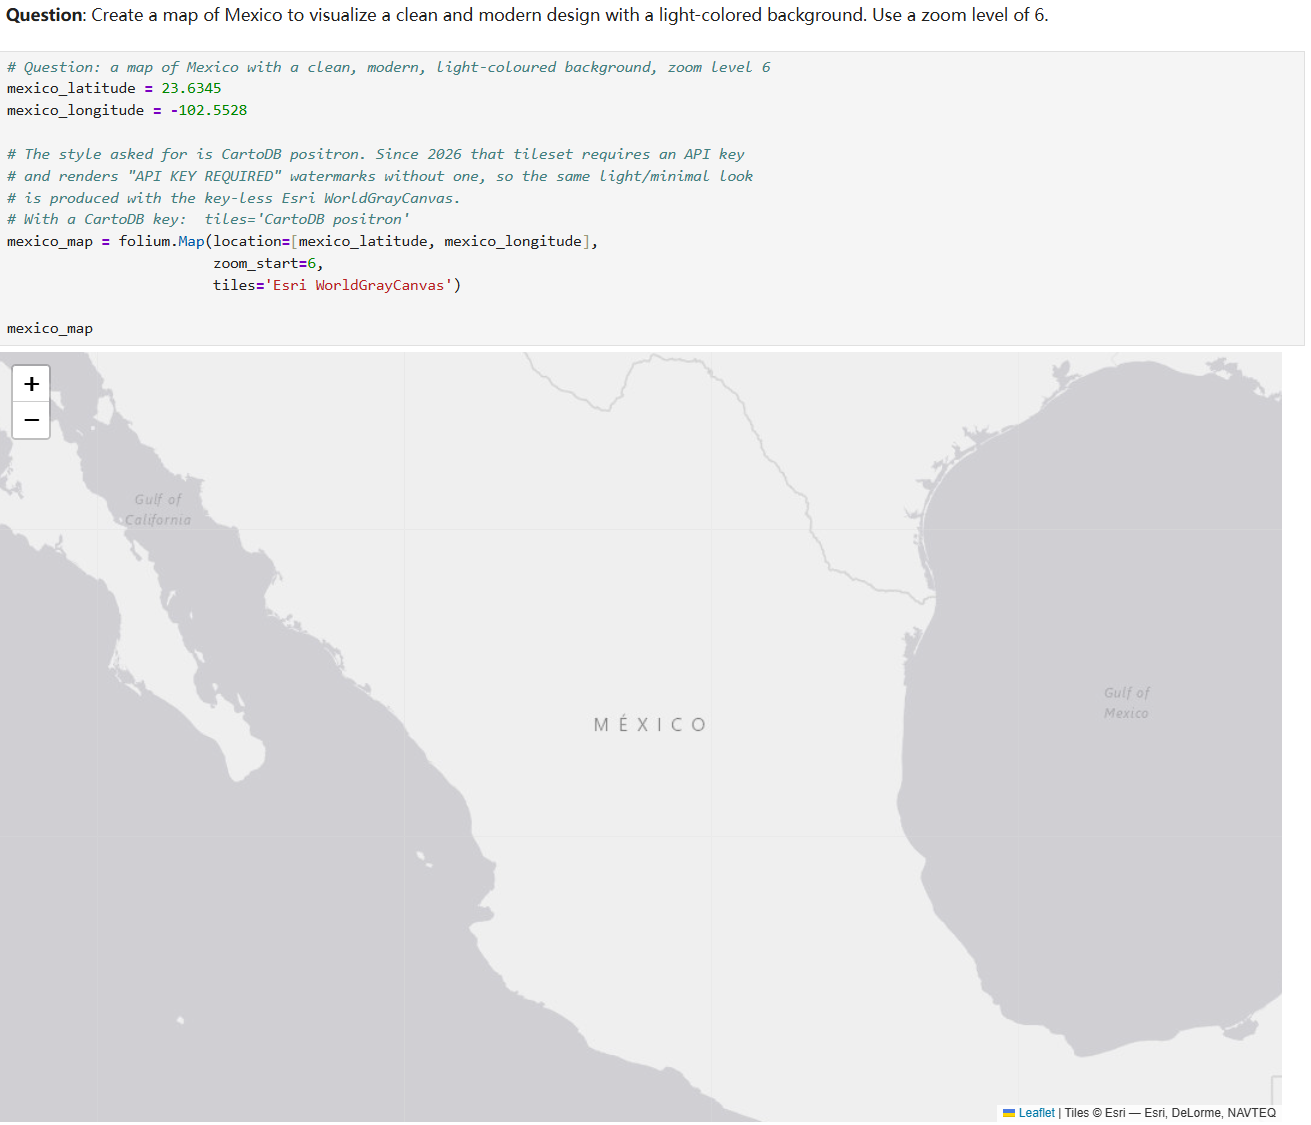 Question: Create a map of Mexico to visualize a clean and modern design with a light-colored background. Use a zoom level of 6.
# Question: a map of Mexico with a clean, modern, light-coloured background, zoom level 6
mexico_latitude = 23.6345
mexico_longitude = -102.5528
# The style asked for is CartoDB positron. Since 2026 that tileset requires an API key
# and renders "API KEY REQUIRED" watermarks without one, so the same light/minimal look
# is produced with the key-less Esri WorldGrayCanvas.
# With a CartoDB key:  tiles='CartoDB positron'
mexico_map = folium.Map(location=[mexico_latitude, mexico_longitude],
                        zoom_start=6,
                        tiles='Esri WorldGrayCanvas')
mexico_map
+
−
Gulf of
California
MÉXICO
Gulf of
Mexico
Leaflet | Tiles © Esri — Esri, DeLorme, NAVTEQ